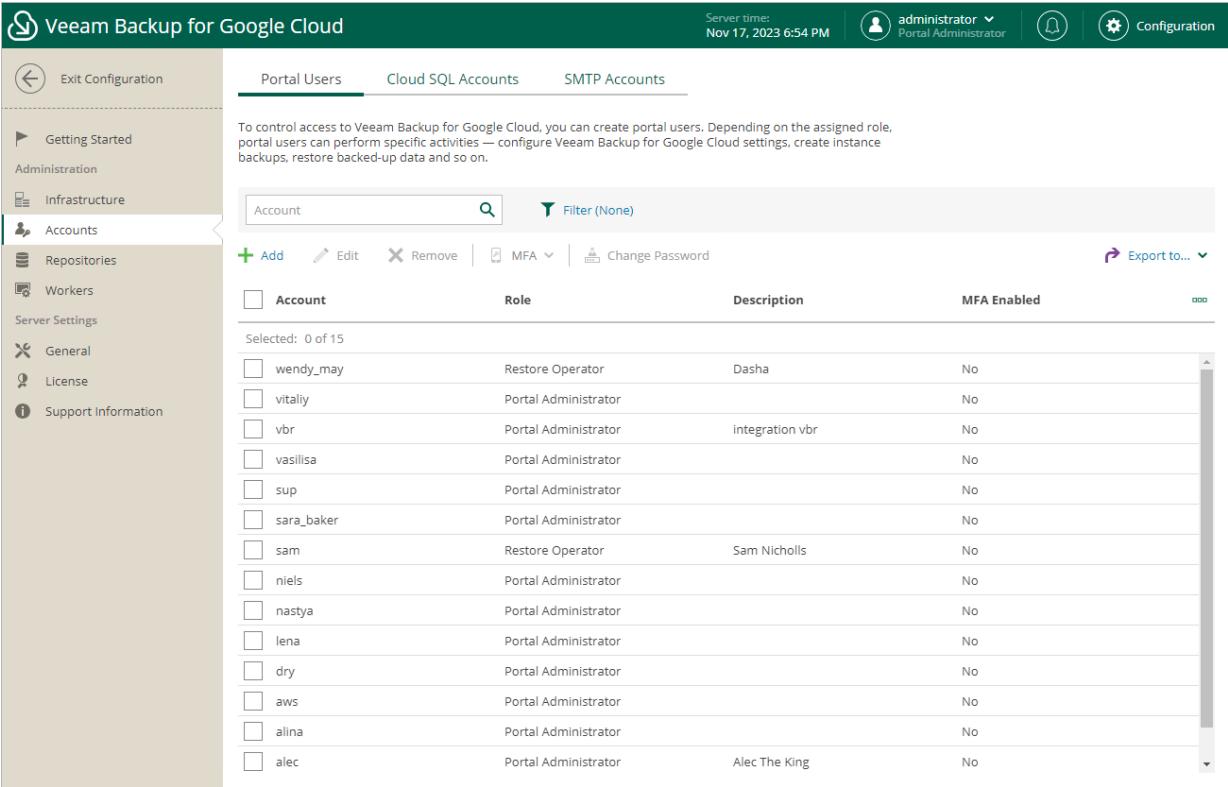 Veeam Backup for Google Cloud
Server time:
Nov 17, 2023 6:54 PM
administrator
Portal Administrator
Configuration
Exit Configuration
Getting Started
Administration
Infrastructure
Accounts
Repositories
Workers
Server Settings
General
License
Support Information
Portal Users Cloud SQL Accounts SMTP Accounts
To control access to Veeam Backup for Google Cloud, you can create portal users. Depending on the assigned role,
portal users can perform specific activities — configure Veeam Backup for Google Cloud settings, create instance
backups, restore backed-up data and so on.
Account Filter (None)
Add Edit Remove MFA Change Password Export to...
Account Role Description MFA Enabled
Selected: 0 of 15
wendy_may Restore Operator Dasha No
vitaliy Portal Administrator No
vbr Portal Administrator integration vbr No
vasilisa Portal Administrator No
sup Portal Administrator No
sara_baker Portal Administrator No
sam Restore Operator Sam Nicholls No
niels Portal Administrator No
nastya Portal Administrator No
lena Portal Administrator No
dry Portal Administrator No
aws Portal Administrator No
alina Portal Administrator No
alec Portal Administrator Alec The King No